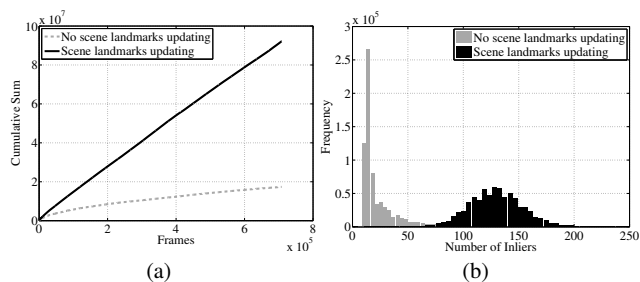 x 10^7
10
8
6
4
2
0
Cumulative Sum
No scene landmarks updating
Scene landmarks updating
0 2 4 6 8
Frames
x 10^5
(a)
x 10^5
3
2.5
2
1.5
1
0.5
0
Frequency
No scene landmarks updating
Scene landmarks updating
0 50 100 150 200 250
Number of Inliers
(b)